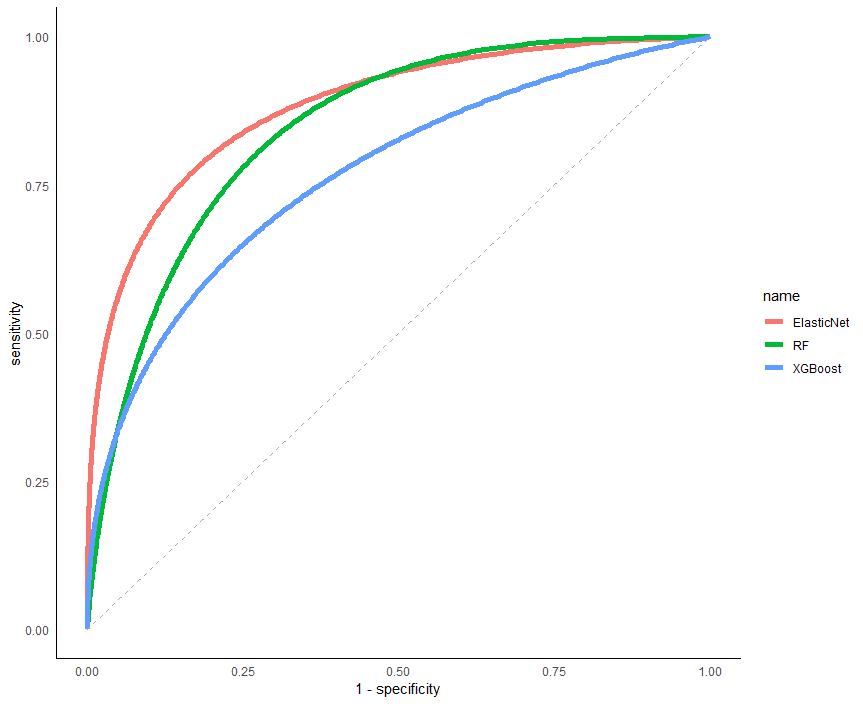 1.00
0.75
0.50
0.25
0.00
sensitivity
0.00 0.25 0.50 0.75 1.00
1 - specificity
name
ElasticNet
RF
XGBoost